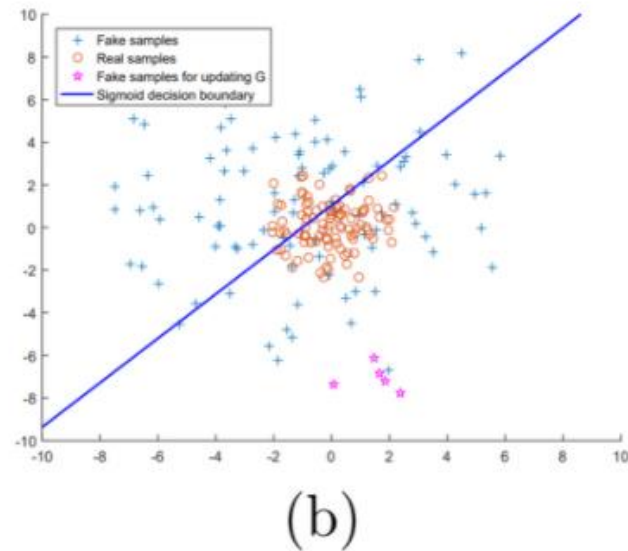 10
8
6
4
2
0
-2
-4
-6
-8
-10
Fake samples
Real samples
Fake samples for updating G
Sigmoid decision boundary
-10 -8 -6 -4 -2 0 2 4 6 8 10
(b)